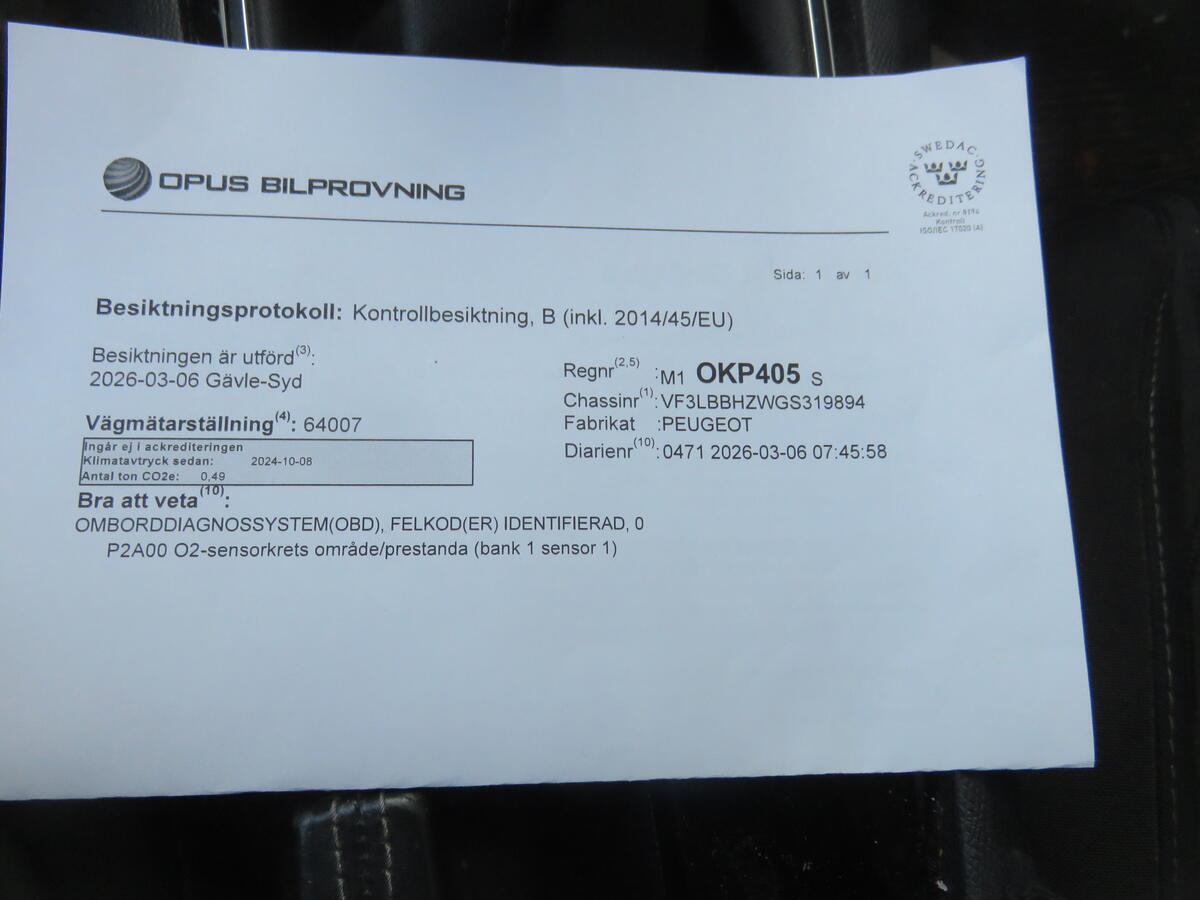 OPUS BILPROVNING
SWEDAC ACKREDITERING
Ackred. nr 8194
Kontroll
ISO/IEC 17020 (A)
Sida: 1 av 1
Besiktningsprotokoll: Kontrollbesiktning, B (inkl. 2014/45/EU)
Besiktningen är utförd(3):
2026-03-06 Gävle-Syd
Vägmätarställning(4): 64007
Regnr(2,5) :M1 OKP405 S
Chassinr(1):VF3LBBHZWGS319894
Fabrikat :PEUGEOT
Diarienr(10):0471 2026-03-06 07:45:58
Ingår ej i ackrediteringen
Klimatavtryck sedan: 2024-10-08
Antal ton CO2e: 0,49
Bra att veta(10):
OMBORDDIAGNOSSYSTEM(OBD), FELKOD(ER) IDENTIFIERAD, 0
P2A00 O2-sensorkrets område/prestanda (bank 1 sensor 1)